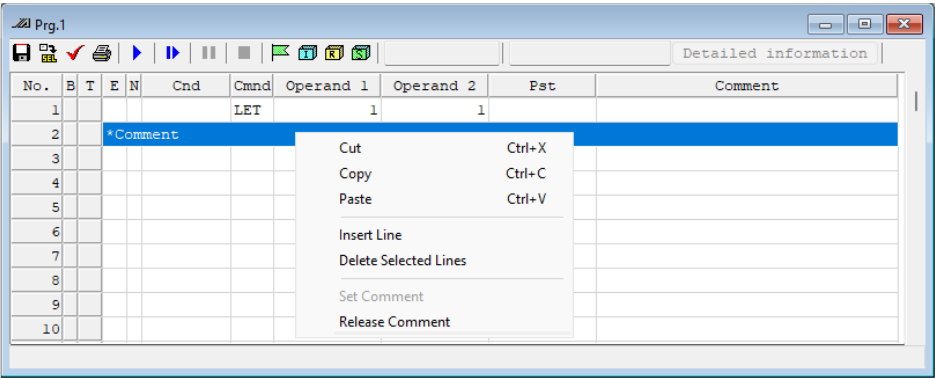 Prg.1
SEL I R S Detailed information
No. B T E N Cnd Cmnd Operand 1 Operand 2 Pst Comment
1 LET 1 1
2 *Comment
3
4
5
6
7
8
9
10
Cut Ctrl+X
Copy Ctrl+C
Paste Ctrl+V
Insert Line
Delete Selected Lines
Set Comment
Release Comment